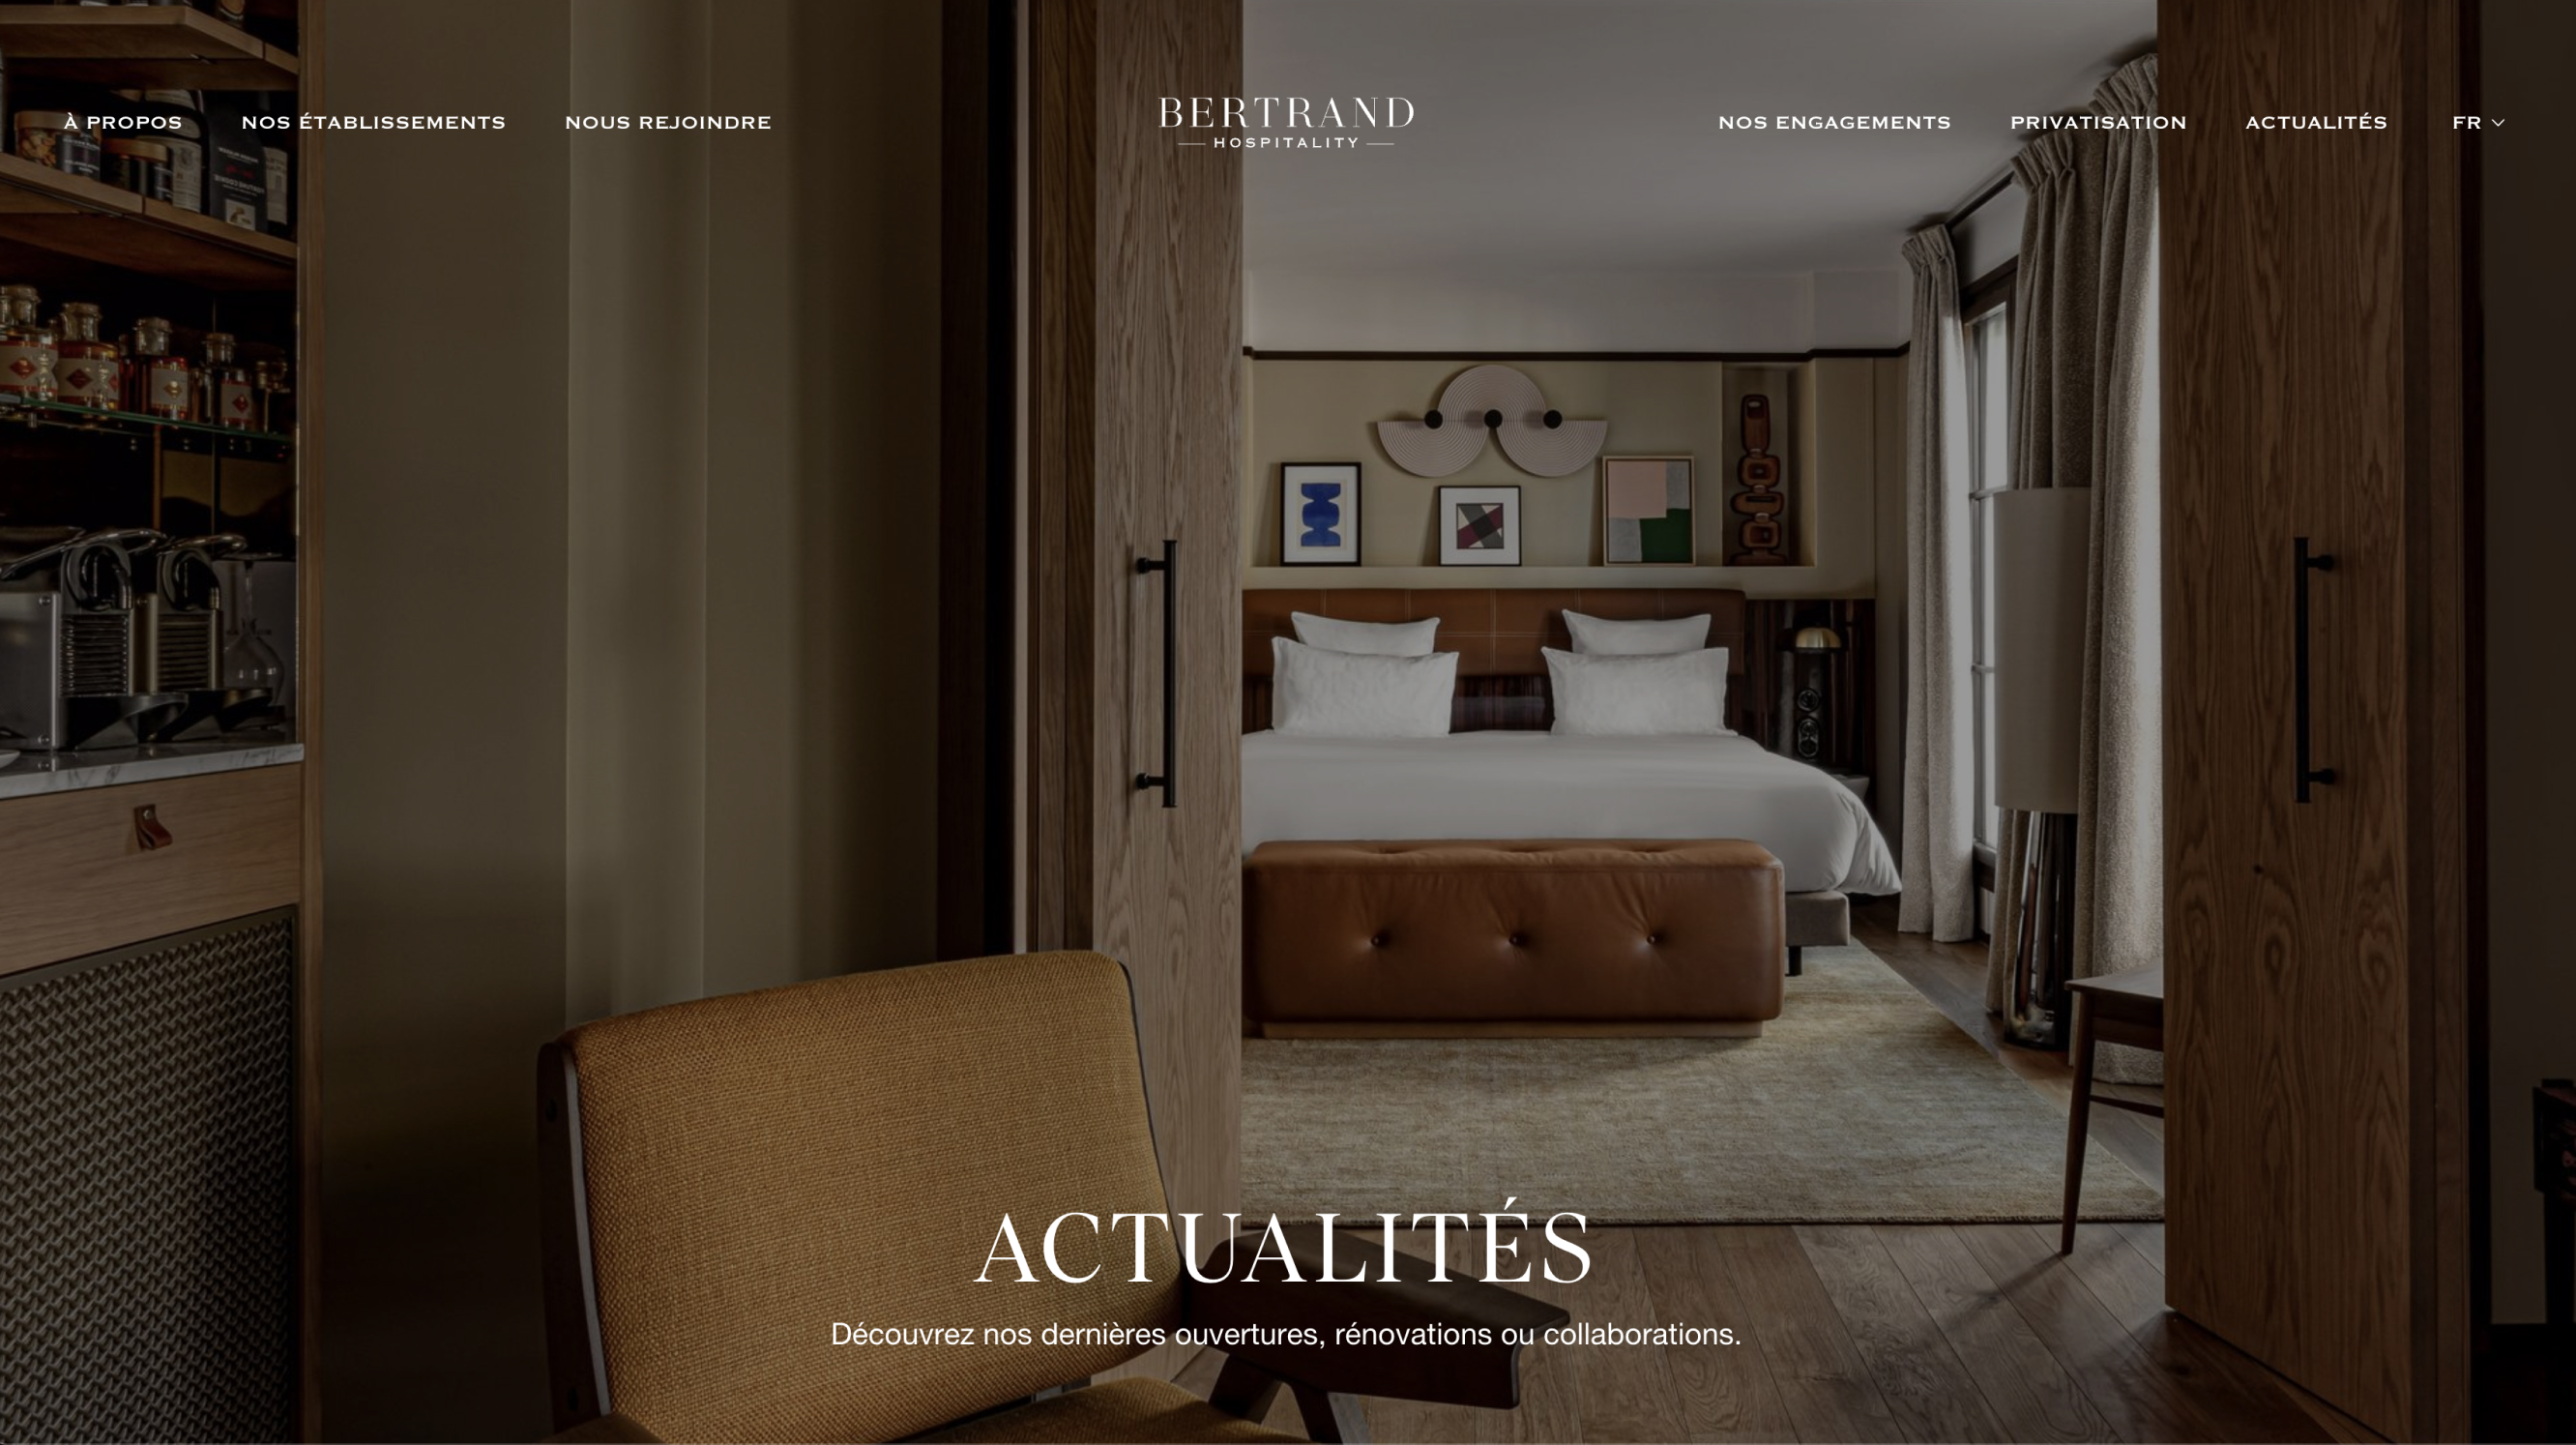 À PROPOS
NOS ÉTABLISSEMENTS
NOUS REJOINDRE
BERTRAND
HOSPITALITY
NOS ENGAGEMENTS
PRIVATISATION
ACTUALITÉS
FR
ACTUALITÉS
Découvrez nos dernières ouvertures, rénovations ou collaborations.